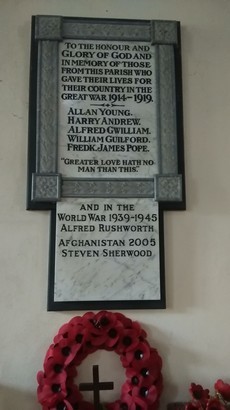 TO THE HONOUR AND
GLORY OF GOD AND
IN MEMORY OF THOSE
FROM THIS PARISH WHO
GAVE THEIR LIVES FOR
THEIR COUNTRY IN THE
GREAT WAR 1914-1919.
ALLAN YOUNG.
HARRY ANDREW.
ALFRED GWILLIAM.
WILLIAM GUILFORD.
FREDK. JAMES POPE.
"GREATER LOVE HATH NO
MAN THAN THIS."
AND IN THE
WORLD WAR 1939-1945
ALFRED RUSHWORTH
AFGHANISTAN 2005
STEVEN SHERWOOD